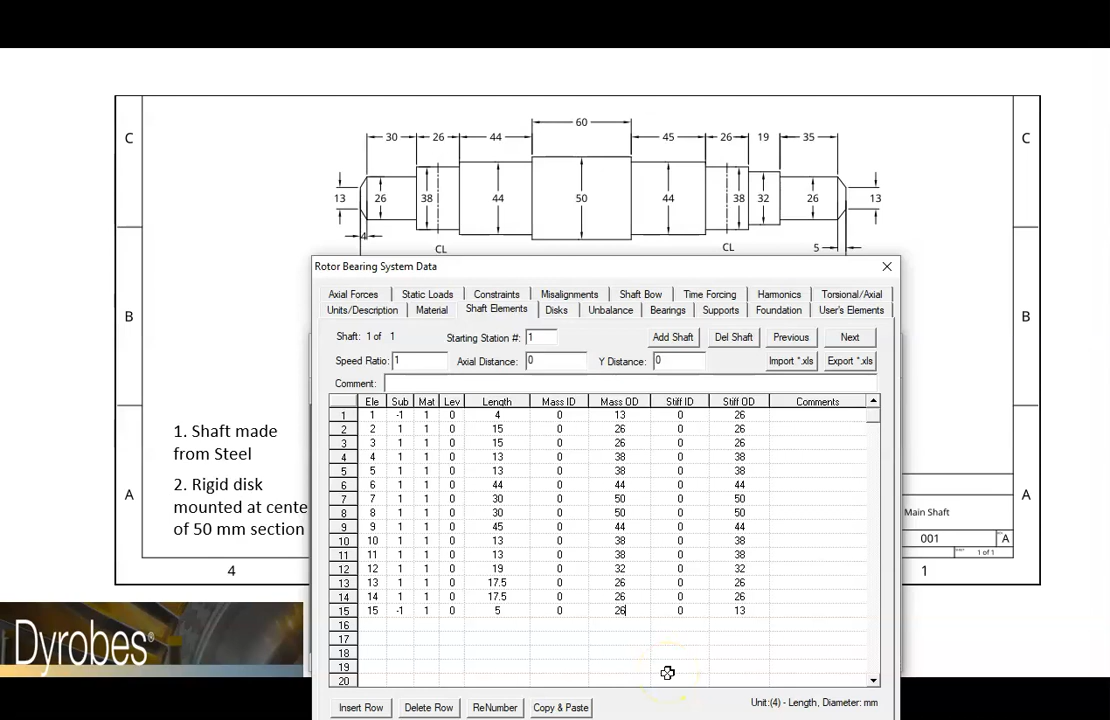 60
30 26 44 45 26 19 35
C C
13 26 38 44 50 44 38 32 26 13
4 CL CL 5
Rotor Bearing System Data
Axial Forces Static Loads Constraints Misalignments Shaft Bow Time Forcing Harmonics Torsional/Axial
Units/Description Material Shaft Elements Disks Unbalance Bearings Supports Foundation User's Elements
B B
Shaft: 1 of 1 Starting Station #: 1 Add Shaft Del Shaft Previous Next
Speed Ratio: 1 Axial Distance: 0 Y Distance: 0 Import *.xls Export *.xls
Comment:
Ele Sub Mat Lev Length Mass ID Mass OD Stiff ID Stiff OD Comments
1 1 -1 1 0 4 0 13 0 26
2 2 1 1 0 15 0 26 0 26
3 3 1 1 0 15 0 26 0 26
4 4 1 1 0 13 0 38 0 38
5 5 1 1 0 13 0 38 0 38
6 6 1 1 0 44 0 44 0 44
7 7 1 1 0 30 0 50 0 50
8 8 1 1 0 30 0 50 0 50
9 9 1 1 0 45 0 44 0 44
10 10 1 1 0 13 0 38 0 38
11 11 1 1 0 13 0 38 0 38
12 12 1 1 0 19 0 32 0 32
13 13 1 1 0 17.5 0 26 0 26
14 14 1 1 0 17.5 0 26 0 26
15 15 -1 1 0 5 0 26 0 13
16
17
18
19
20
Insert Row Delete Row ReNumber Copy & Paste Unit:(4) - Length, Diameter: mm
1. Shaft made
from Steel
2. Rigid disk
mounted at cente
of 50 mm section
A A
Main Shaft
001 A
1 of 1
4 1
Dyrobes®